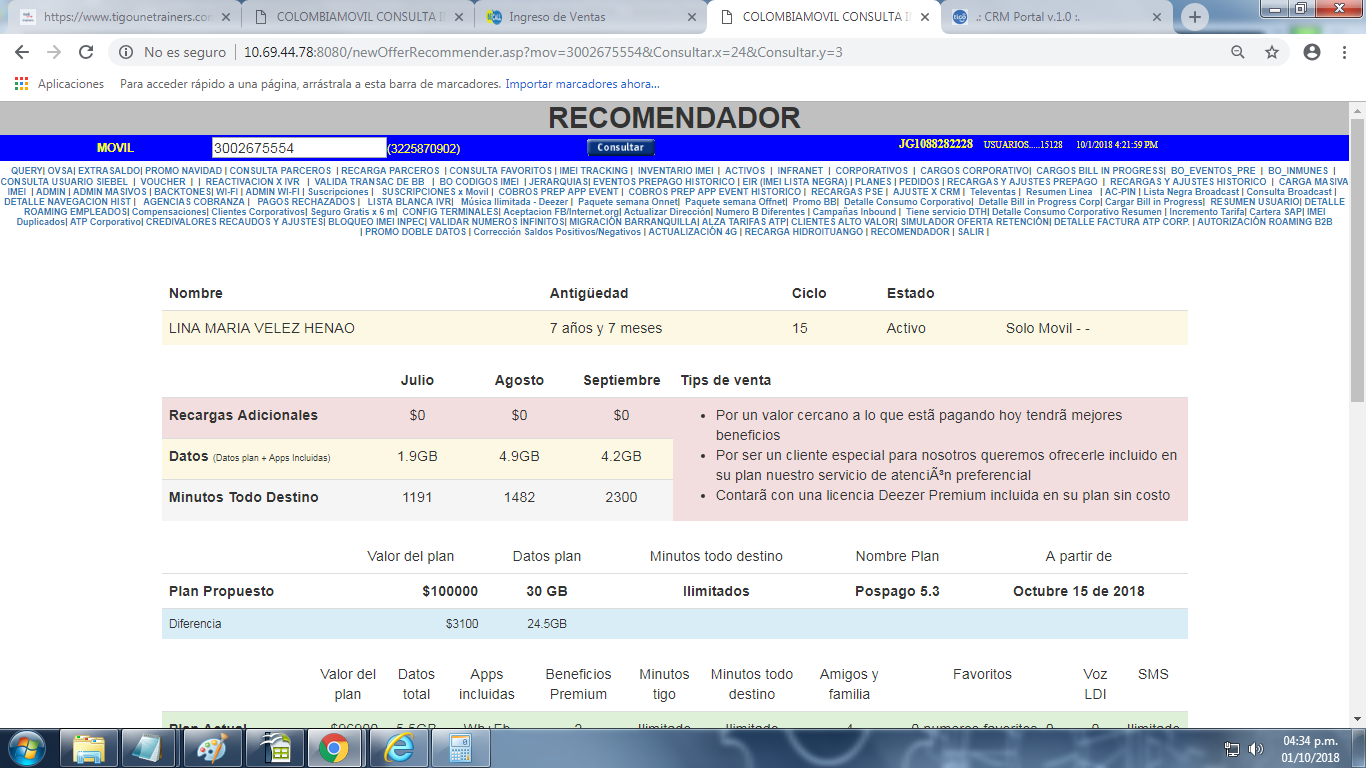 https://www.tigounetrainers.con
COLOMBIAMOVIL CONSULTA I
Ingreso de Ventas
COLOMBIAMOVIL CONSULTA I
.: CRM Portal v.1.0 :.
No es seguro | 10.69.44.78:8080/newOfferRecommender.asp?mov=3002675554&Consultar.x=24&Consultar.y=3
Aplicaciones Para acceder rápido a una página, arrástrala a esta barra de marcadores. Importar marcadores ahora...
RECOMENDADOR
MOVIL 3002675554 (3225870902) Consultar JG1088282228 USUARIOS.....15128 10/1/2018 4:21:59 PM
QUERY| OVSA| EXTRASALDO| PROMO NAVIDAD | CONSULTA PARCEROS | RECARGA PARCEROS | CONSULTA FAVORITOS | IMEI TRACKING | INVENTARIO IMEI | ACTIVOS | INFRANET | CORPORATIVOS | CARGOS CORPORATIVO| CARGOS BILL IN PROGRESS| BO_EVENTOS_PRE | BO_INMUNES |
CONSULTA USUARIO SIEBEL | VOUCHER | | REACTIVACION X IVR | VALIDA TRANSAC DE BB | BO CODIGOS IMEI | JERARQUIAS| EVENTOS PREPAGO HISTORICO | EIR (IMEI LISTA NEGRA) | PLANES | PEDIDOS | RECARGAS Y AJUSTES PREPAGO | RECARGAS Y AJUSTES HISTORICO | CARGA MASIVA
IMEI | ADMIN | ADMIN MASIVOS | BACKTONES| WI-FI | ADMIN WI-FI | Suscripciones | SUSCRIPCIONES x Movil | COBROS PREP APP EVENT | COBROS PREP APP EVENT HISTORICO | RECARGAS PSE | AJUSTE X CRM | Televentas | Resumen Linea | AC-PIN | Lista Negra Broadcast | Consulta Broadcast |
DETALLE NAVEGACION HIST | AGENCIAS COBRANZA | PAGOS RECHAZADOS | LISTA BLANCA IVR| Música Ilimitada - Deezer | Paquete semana Onnet| Paquete semana Offnet| Promo BB| Detalle Consumo Corporativo| Detalle Bill in Progress Corp| Cargar Bill in Progress| RESUMEN USUARIO| DETALLE
ROAMING EMPLEADOS| Compensaciones| Clientes Corporativos| Seguro Gratis x 6 m| CONFIG TERMINALES| Aceptacion FB/Internet.org| Actualizar Dirección| Numero B Diferentes | Campañas Inbound | Tiene servicio DTH| Detalle Consumo Corporativo Resumen | Incremento Tarifa| Cartera SAP| IMEI
Duplicados| ATP Corporativo| CREDIVALORES RECAUDOS Y AJUSTES| BLOQUEO IMEI INPEC| VALIDAR NUMEROS INFINITOS| MIGRACIÓN BARRANQUILLA| ALZA TARIFAS ATP| CLIENTES ALTO VALOR| SIMULADOR OFERTA RETENCIÓN| DETALLE FACTURA ATP CORP. | AUTORIZACIÓN ROAMING B2B
| PROMO DOBLE DATOS | Corrección Saldos Positivos/Negativos | ACTUALIZACIÓN 4G | RECARGA HIDROITUANGO | RECOMENDADOR | SALIR |
Nombre Antigüedad Ciclo Estado
LINA MARIA VELEZ HENAO 7 años y 7 meses 15 Activo Solo Movil - -
Julio Agosto Septiembre Tips de venta
Recargas Adicionales $0 $0 $0
Datos (Datos plan + Apps Incluidas) 1.9GB 4.9GB 4.2GB
Minutos Todo Destino 1191 1482 2300
• Por un valor cercano a lo que estã pagando hoy tendrã mejores
beneficios
• Por ser un cliente especial para nosotros queremos ofrecerle incluido en
su plan nuestro servicio de atenciÃ³n preferencial
• Contarã con una licencia Deezer Premium incluida en su plan sin costo
Valor del plan Datos plan Minutos todo destino Nombre Plan A partir de
Plan Propuesto $100000 30 GB Ilimitados Pospago 5.3 Octubre 15 de 2018
Diferencia $3100 24.5GB
Valor del plan Datos total Apps incluidas Beneficios Premium Minutos tigo Minutos todo destino Amigos y familia Favoritos Voz LDI SMS
Plan Actual $96900 5.5GB Wh+Fb 2 Ilimitado Ilimitado 4 0 numeros favoritos 0 0 Ilimitado
04:34 p.m.
01/10/2018